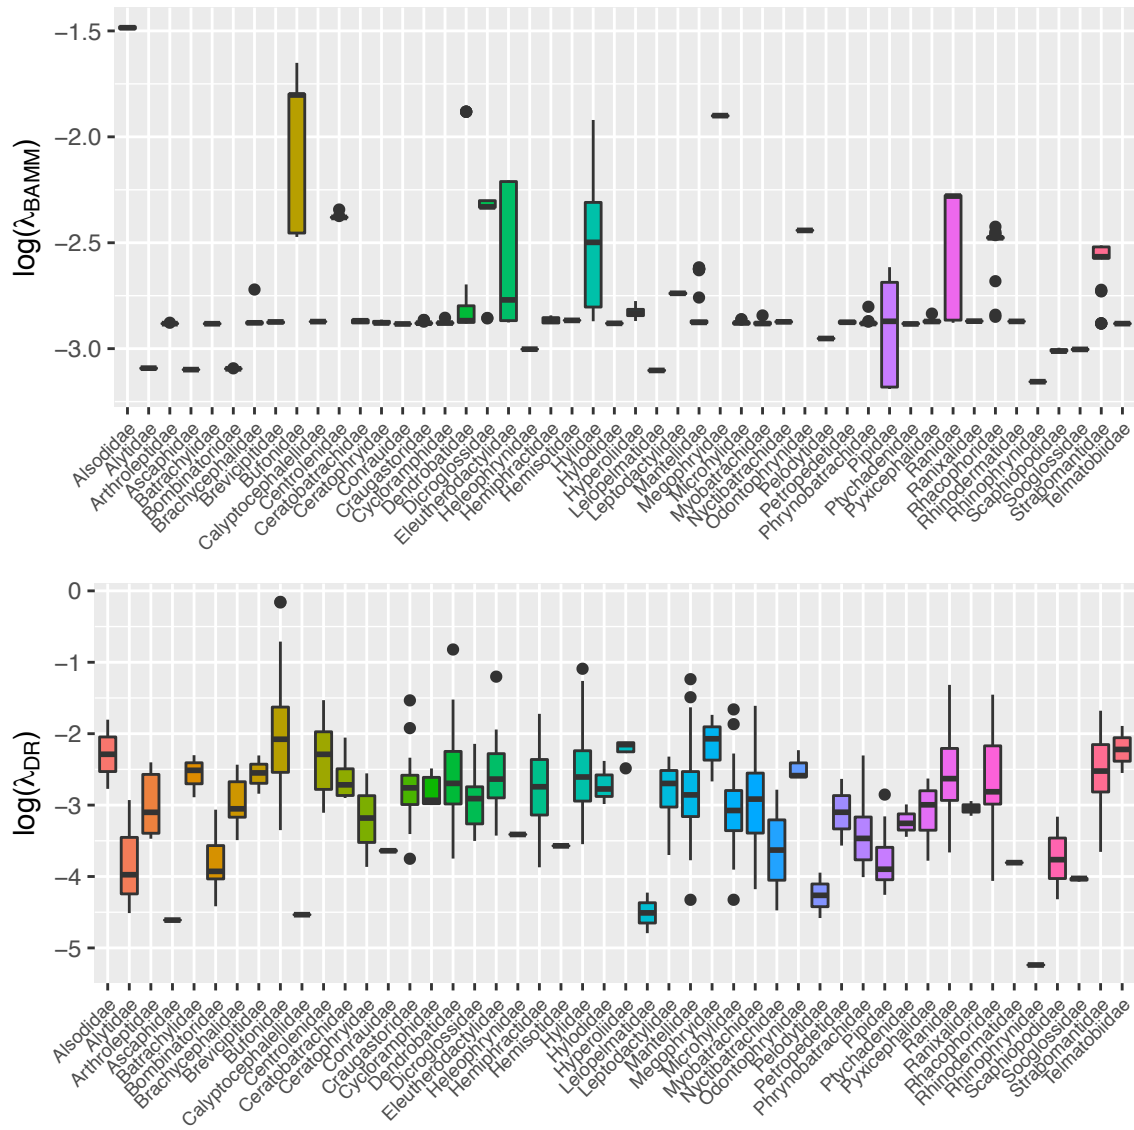 −1.5
−2.0
−2.5
−3.0
log(λBAMM)
Alsodidae
Alytidae
Arthroleptidae
Ascaphidae
Batrachylidae
Bombinatoridae
Brachycephalidae
Brevicipitidae
Bufonidae
Calyptocephalellidae
Centrolenidae
Ceratobatrachidae
Ceratophryidae
Conrauidae
Craugastoridae
Cycloramphidae
Dendrobatidae
Dicroglossidae
Eleutherodactylidae
Heleophrynidae
Hemiphractidae
Hemisotidae
Hylidae
Hylodidae
Hyperoliidae
Leiopelmatidae
Leptodactylidae
Mantellidae
Megophryidae
Microhylidae
Myobatrachidae
Nyctibatrachidae
Odontophrynidae
Pelodytidae
Petropedetidae
Phrynobatrachidae
Pipidae
Ptychadenidae
Pyxicephalidae
Ranidae
Ranixalidae
Rhacophoridae
Rhinodermatidae
Rhinophrynidae
Scaphiopodidae
Sooglossidae
Strabomantidae
Telmatobiidae
0
−1
−2
−3
−4
−5
log(λDR)
Alsodidae
Alytidae
Arthroleptidae
Ascaphidae
Batrachylidae
Bombinatoridae
Brachycephalidae
Brevicipitidae
Bufonidae
Calyptocephalellidae
Centrolenidae
Ceratobatrachidae
Ceratophryidae
Conrauidae
Craugastoridae
Cycloramphidae
Dendrobatidae
Dicroglossidae
Eleutherodactylidae
Heleophrynidae
Hemiphractidae
Hemisotidae
Hylidae
Hylodidae
Hyperoliidae
Leiopelmatidae
Leptodactylidae
Mantellidae
Megophryidae
Microhylidae
Myobatrachidae
Nyctibatrachidae
Odontophrynidae
Pelodytidae
Petropedetidae
Phrynobatrachidae
Pipidae
Ptychadenidae
Pyxicephalidae
Ranidae
Ranixalidae
Rhacophoridae
Rhinodermatidae
Rhinophrynidae
Scaphiopodidae
Sooglossidae
Strabomantidae
Telmatobiidae